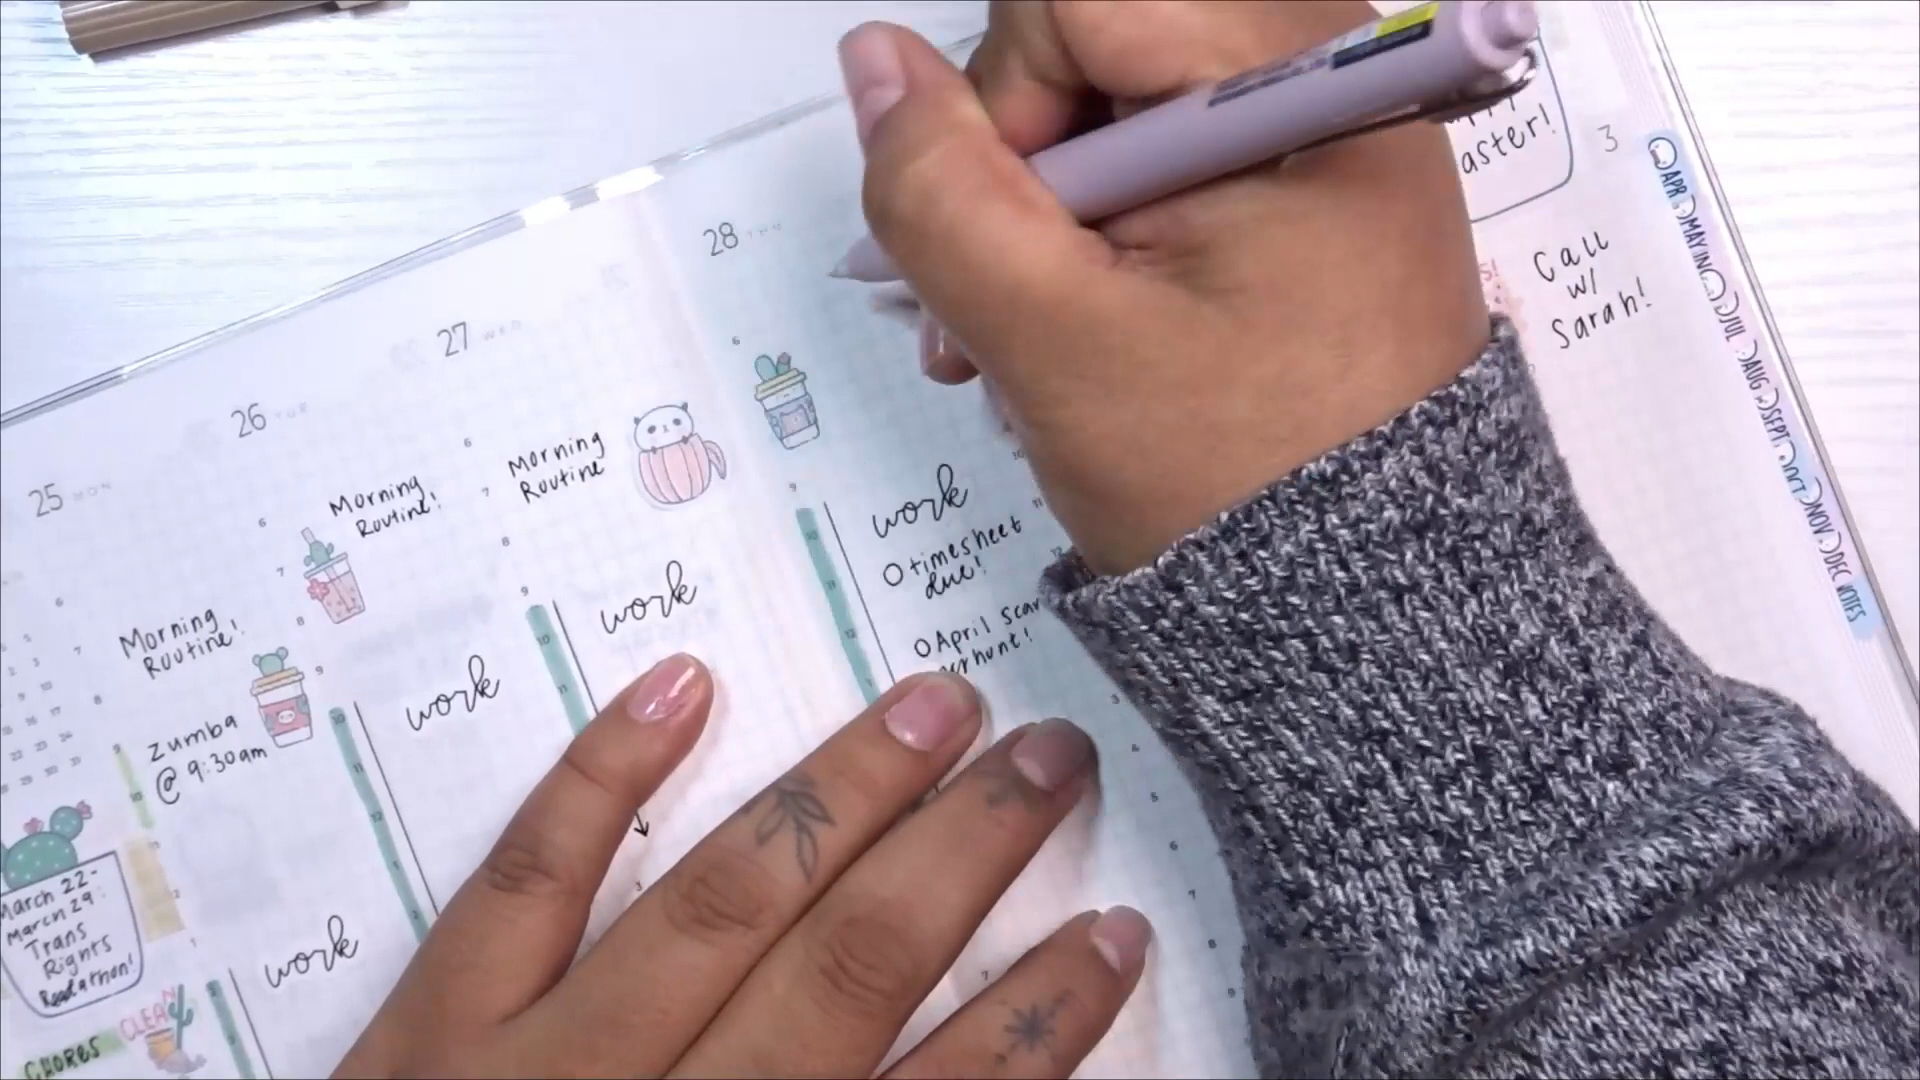 25 MON
Morning
Routine!
Zumba
@ 9:30am
work
March 22-
March 29:
Trans
Rights
Readathon!
CHORES
CLEAN
26 TUE
Morning
Routine!
work
27 WED
Morning
Routine
work
28 THU
work
O timesheet
due!
O April
hunt!
aster!
3
Call
w/
Sarah!
APR
MAY
JUN
JUL
AUG
SEPT
OCT
NOV
DEC
NOTES